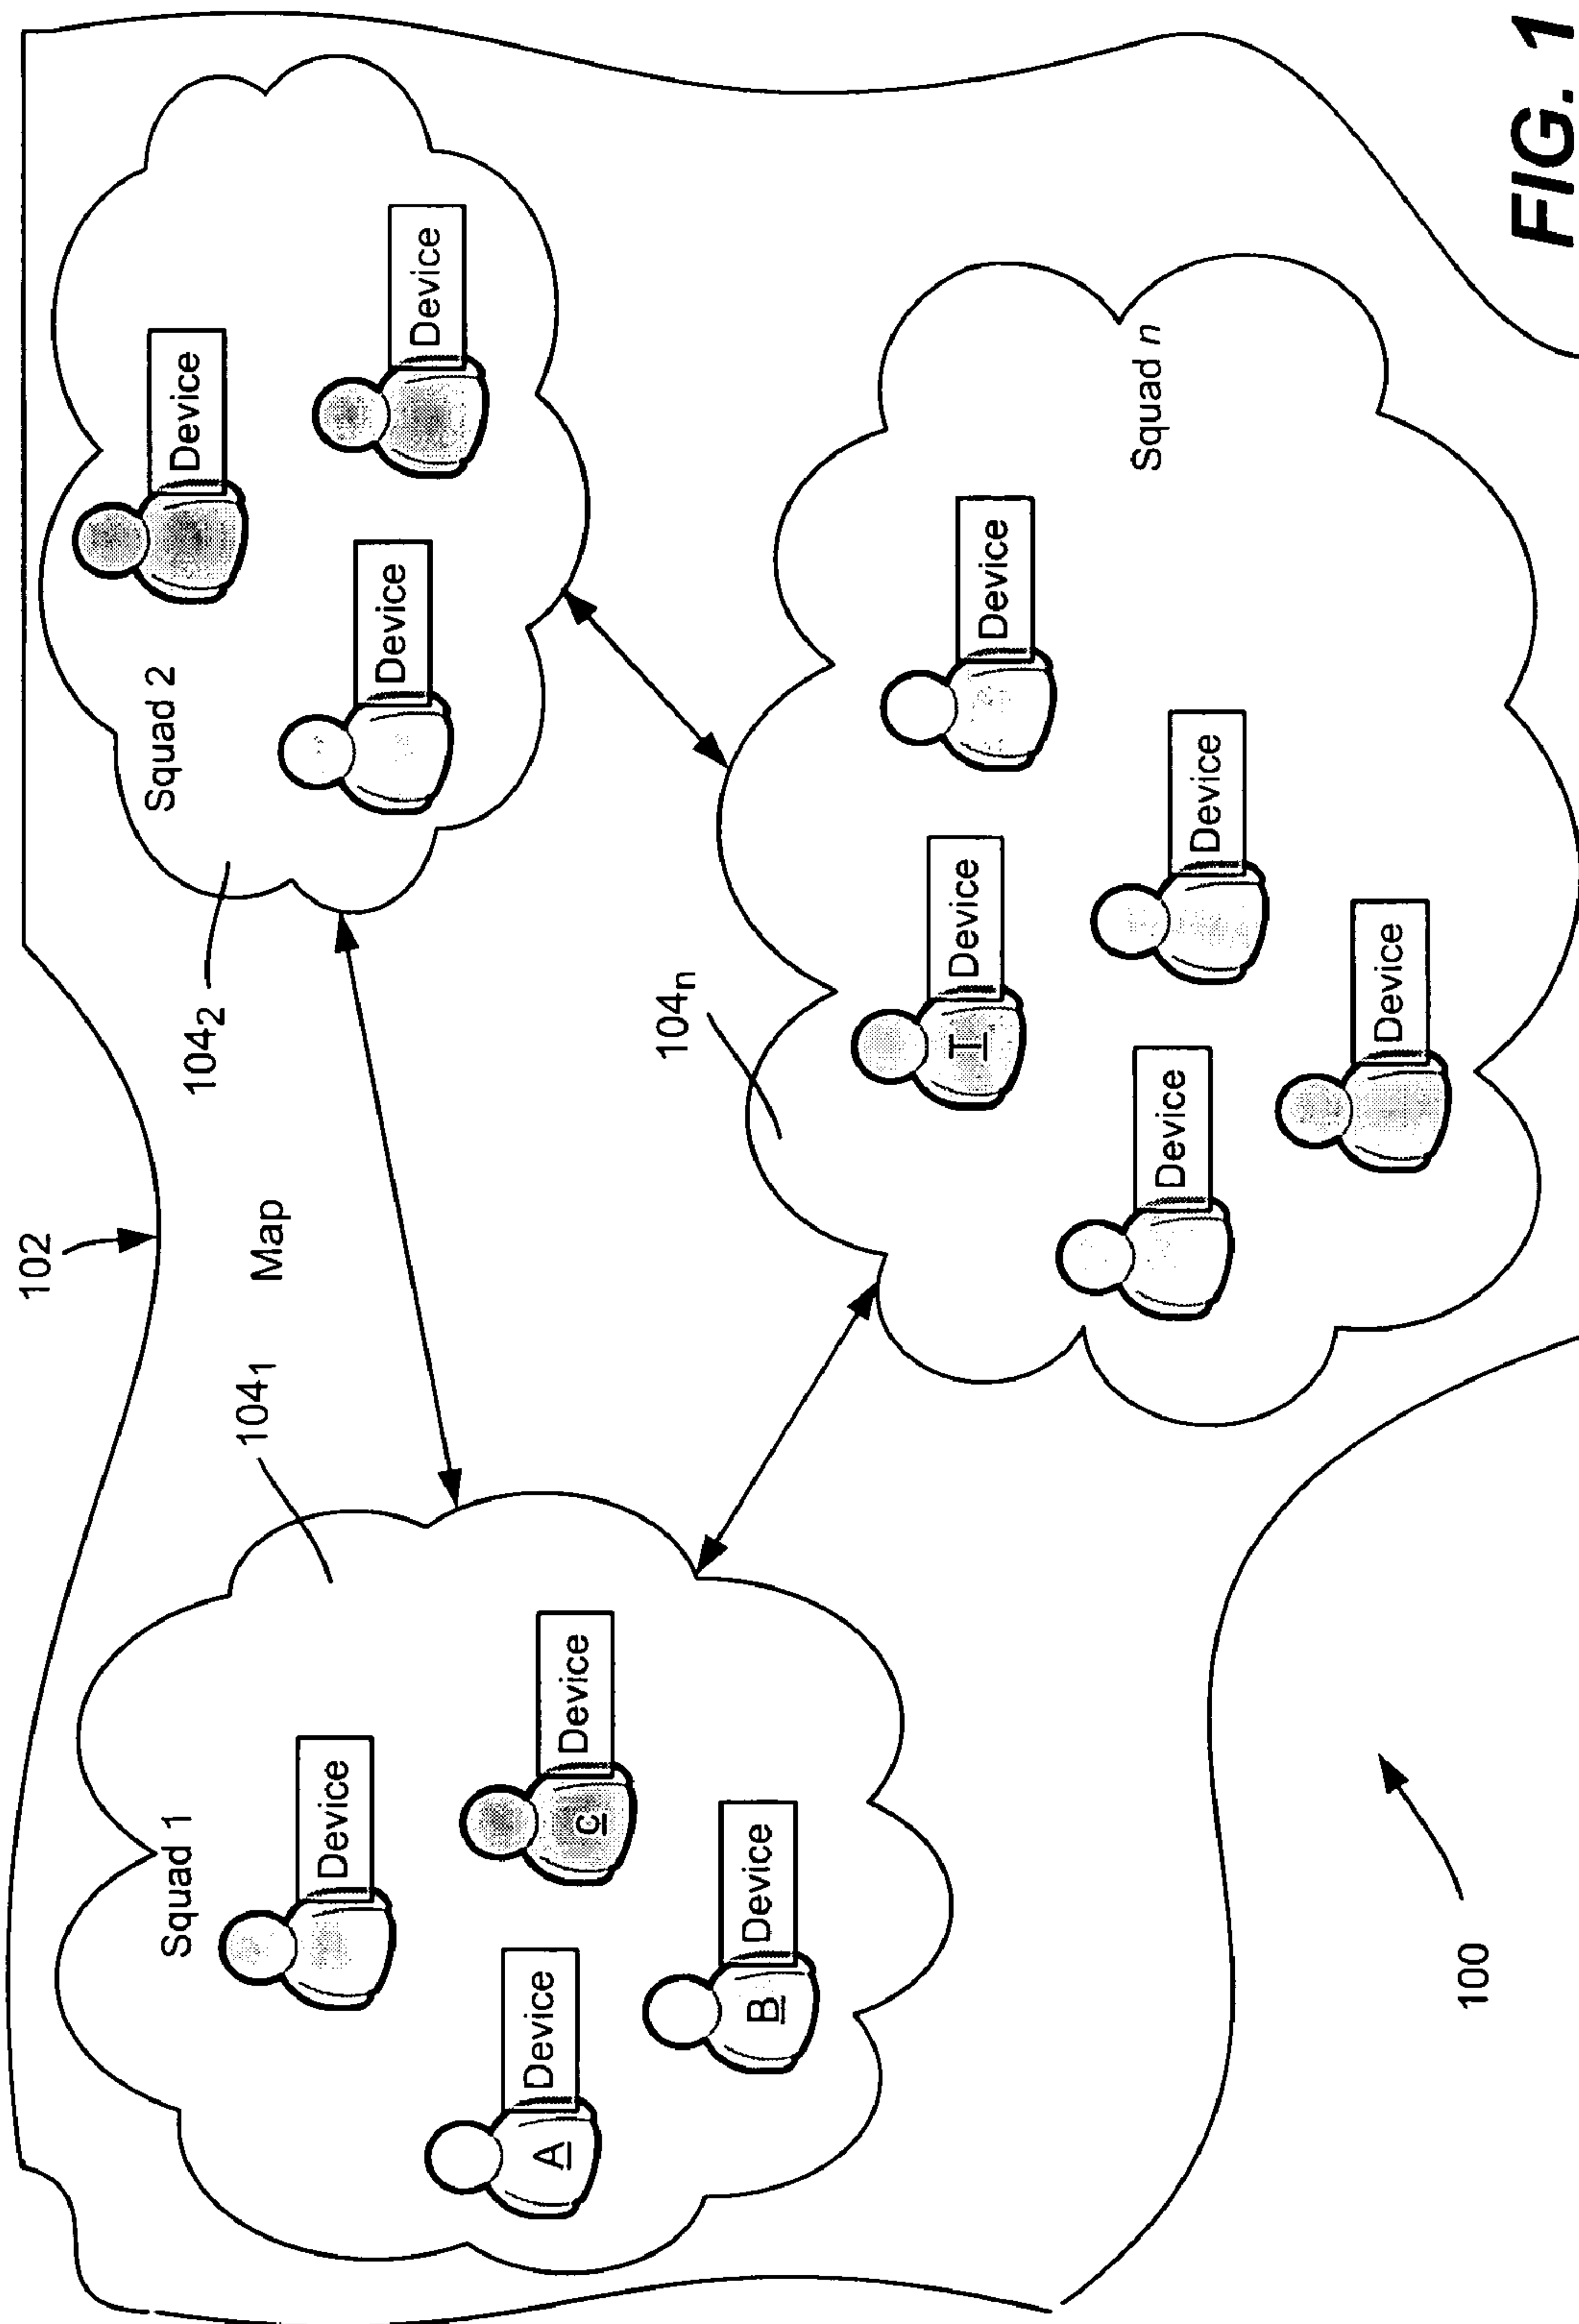 102
Map
104₁
104₂
Squad 1
Device
Device
A
Device
C
Device
B
Squad 2
Device
Device
Device
104ₙ
Squad n
Device
T
Device
Device
Device
Device
100
FIG. 1